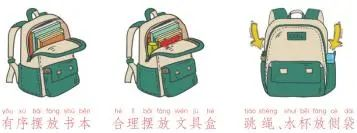 yǒu xù bǎi fàng shū běn
有序摆放书本
hé lǐ bǎi fàng wén jù hé
合理摆放文具盒
tiào shéng shuǐ bēi fàng cè dài
跳绳、水杯放侧袋